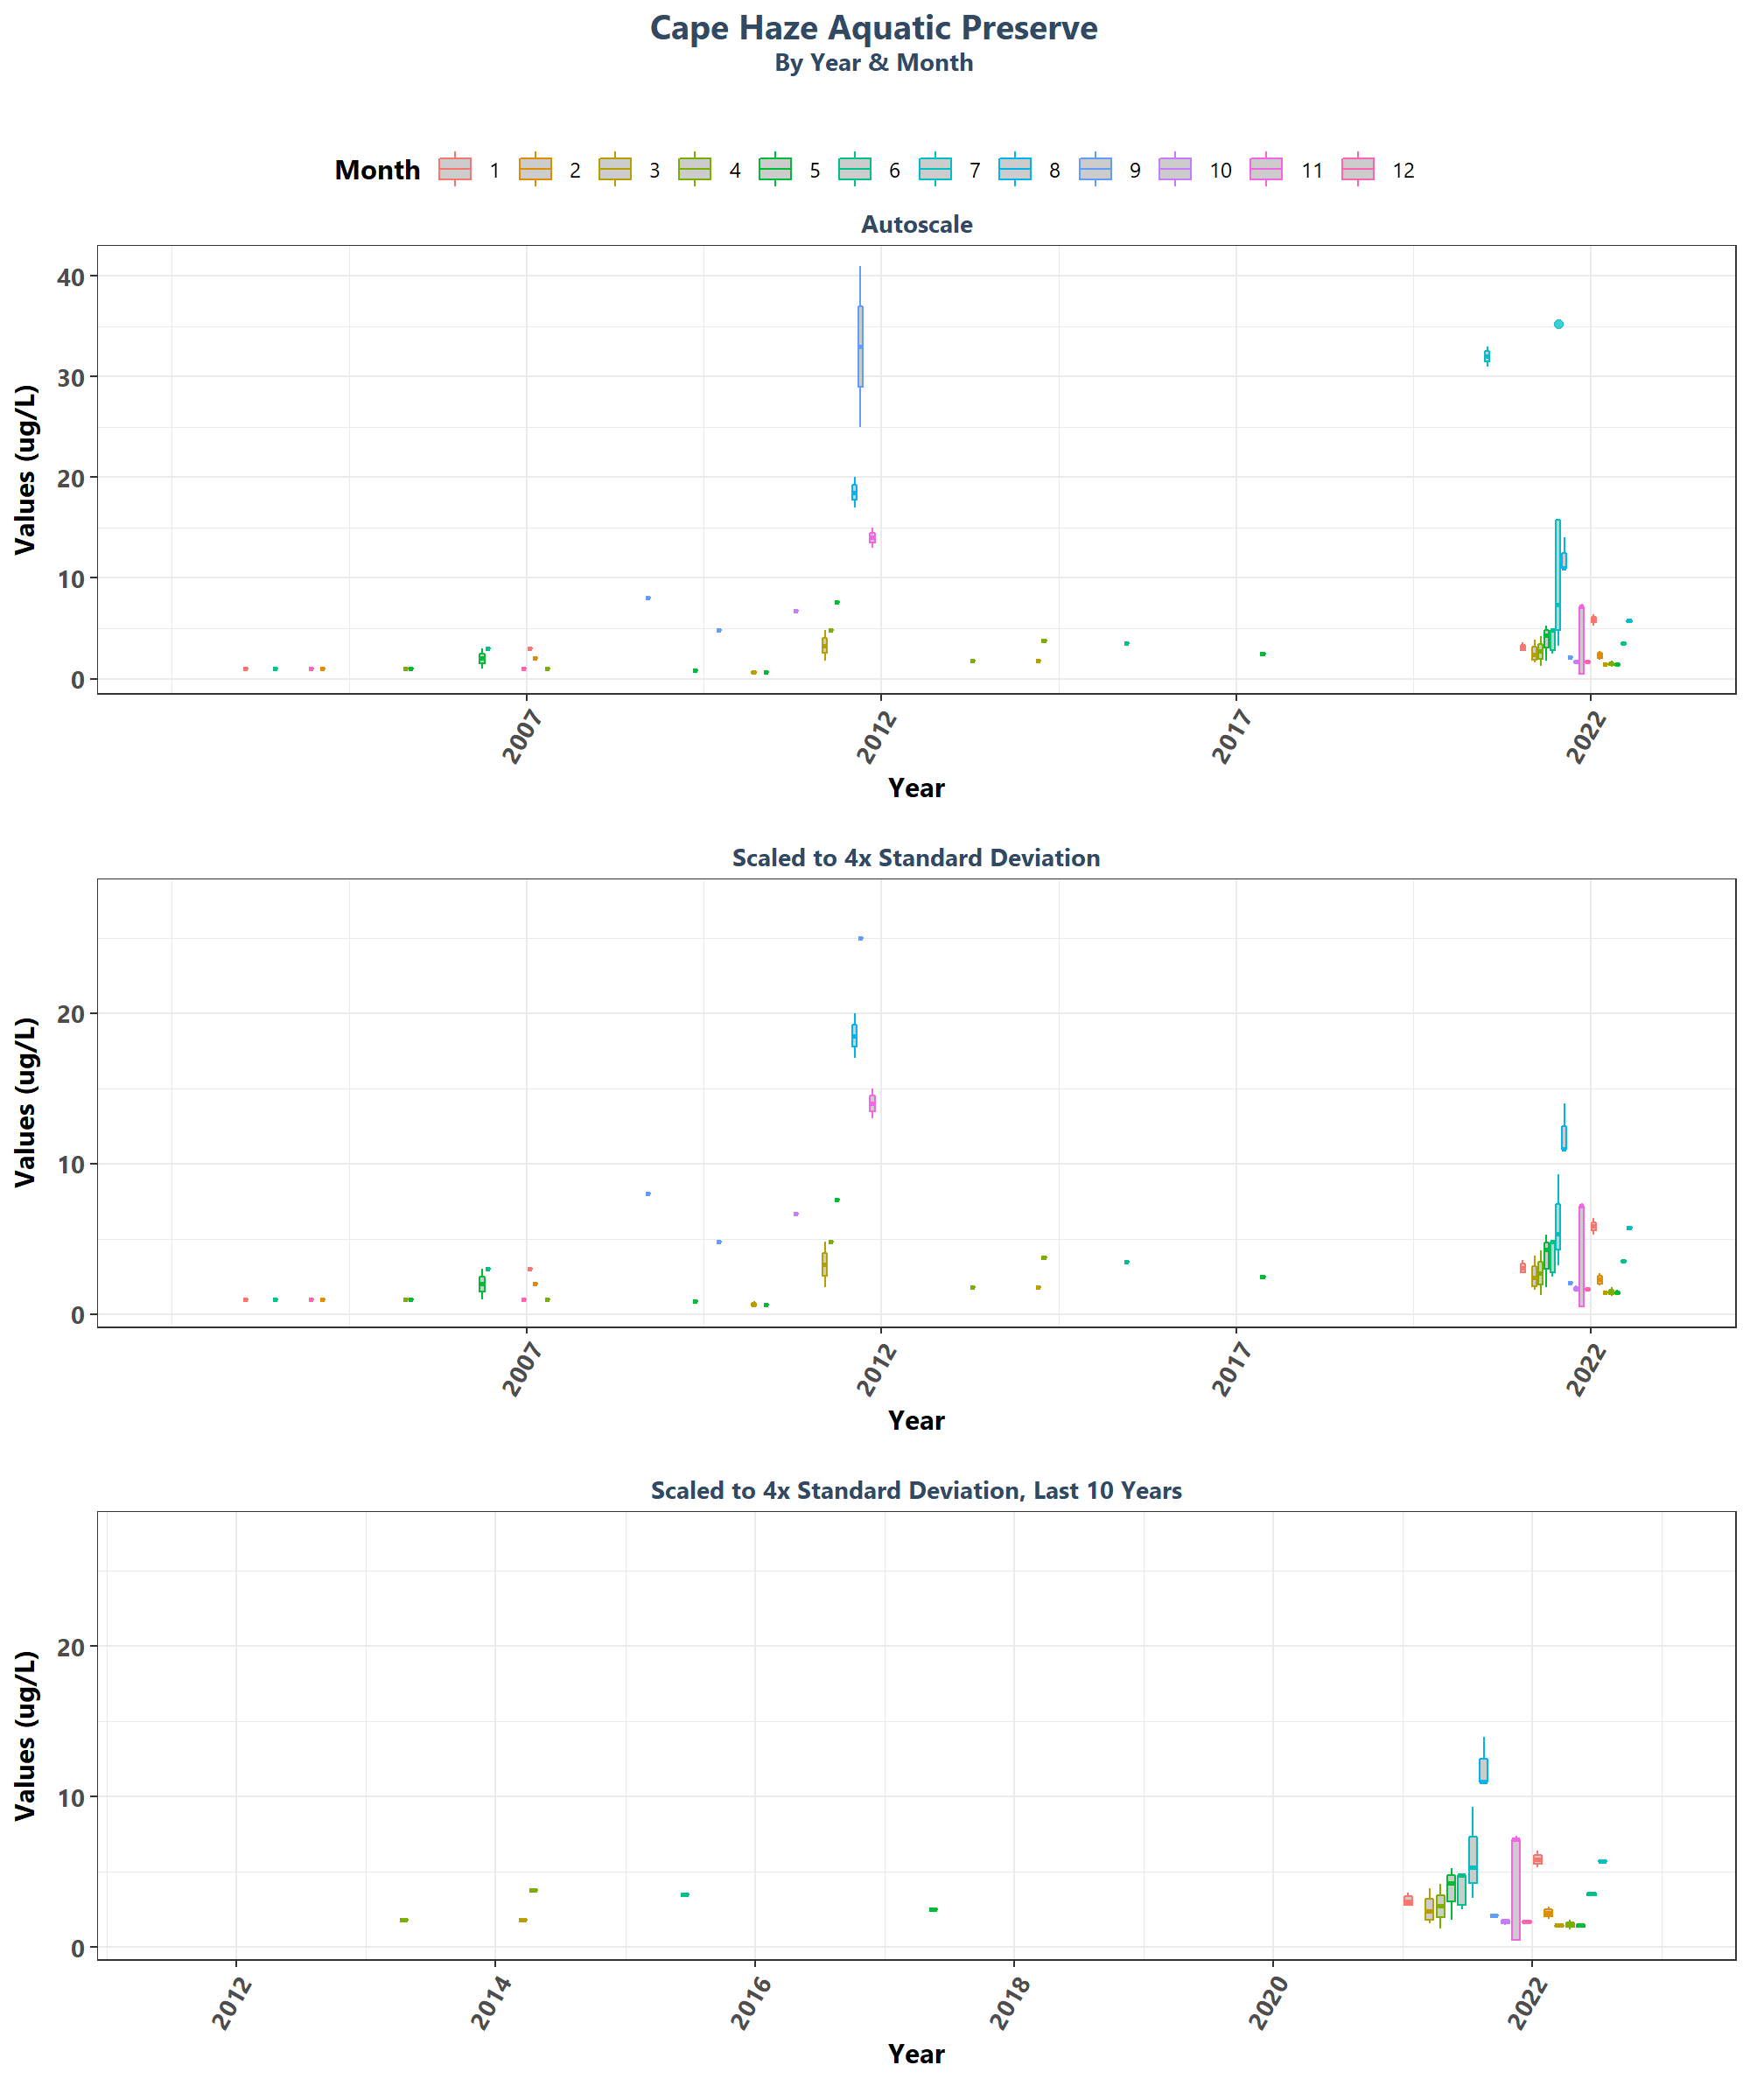 Cape Haze Aquatic Preserve
By Year & Month
Month 1 2 3 4 5 6 7 8 9 10 11 12
Autoscale
Values (ug/L)
40
30
20
10
0
2007 2012 2017 2022
Year
Scaled to 4x Standard Deviation
Values (ug/L)
20
10
0
2007 2012 2017 2022
Year
Scaled to 4x Standard Deviation, Last 10 Years
Values (ug/L)
20
10
0
2012 2014 2016 2018 2020 2022
Year